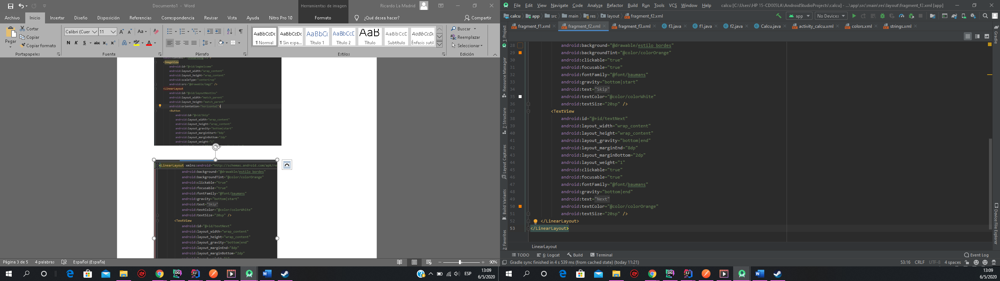 Documento1 - Word
Herramientas de imagen
Ricardo La Madrid
Archivo Inicio Insertar Diseño Disposición Referencias Correspondencia Revisar Vista Ayuda Nitro Pro 10 Formato ¿Qué desea hacer? Compartir
Pegar
Cortar
Copiar
Copiar formato
Portapapeles
Calibri (Cuer 11
N K S abc x₂ x²
Fuente
Párrafo
AaBbCcDc AaBbCcDc AaBbCc AaBbCcC AaB AaBbCcD AaBbCcDc
¶ Normal ¶ Sin espa... Título 1 Título 2 Título Subtítulo Énfasis sutil
Estilos
Buscar
Reemplazar
Seleccionar
Edición
<ImageView
android:id="@+id/imgWelcome"
android:layout_width="wrap_content"
android:layout_height="wrap_content"
android:scaleType="centerCrop"
android:src="@drawable/img2" />
<LinearLayout
android:id="@+id/layoutNextIns"
android:layout_width="match_parent"
android:layout_height="match_parent"
android:orientation="horizontal">
<Button
android:id="@+id/Skip"
android:layout_width="wrap_content"
android:layout_height="wrap_content"
android:layout_gravity="bottom|start"
android:layout_marginStart="8dp"
android:layout_marginBottom="2dp"
android:layout_weight="1"
<LinearLayout xmlns:android="http://schemas.android.com/apk/re
android:background="@drawable/estilo_bordes"
android:backgroundTint="@color/colorOrange"
android:clickable="true"
android:focusable="true"
android:fontFamily="@font/baumans"
android:gravity="bottom|start"
android:text="Skip"
android:textColor="@color/colorWhite"
android:textSize="20sp" />
<TextView
android:id="@+id/textNext"
android:layout_width="wrap_content"
android:layout_height="wrap_content"
android:layout_gravity="bottom|end"
android:layout_marginEnd="8dp"
android:layout_marginBottom="2dp"
Página 3 de 5 4 palabras Español (España) 90%
ESP
13:09
6/5/2020
File Edit View Navigate Code Analyze Refactor Build Run Tools VCS Window Help calcu [C:\Users\HP 15-CD005LA\AndroidStudioProjects\calcu] - ...\app\src\main\res\layout\fragment_f2.xml [app]
calcu app src main res layout fragment_f2.xml app No Devices
fragment_f1.xml fragment_f2.xml fragment_f3.xml f3.java f1.java f2.java Calcu.java activity_calcu.xml colors.xml strings.xml
1: Project
Resource Manager
7: Structure
Layout Captures
Build Variants
2: Favorites
28 android:background="@drawable/estilo_bordes"
29 android:backgroundTint="@color/colorOrange"
30 android:clickable="true"
31 android:focusable="true"
32 android:fontFamily="@font/baumans"
33 android:gravity="bottom|start"
34 android:text="Skip"
35 android:textColor="@color/colorWhite"
36 android:textSize="20sp" />
37 <TextView
38 android:id="@+id/textNext"
39 android:layout_width="wrap_content"
40 android:layout_height="wrap_content"
41 android:layout_gravity="bottom|end"
42 android:layout_marginEnd="8dp"
43 android:layout_marginBottom="2dp"
44 android:layout_weight="1"
45 android:clickable="true"
46 android:focusable="true"
47 android:fontFamily="@font/baumans"
48 android:gravity="bottom|end"
49 android:text="Next"
50 android:textColor="@color/colorOrange"
51 android:textSize="20sp" />
52 </LinearLayout>
53 </LinearLayout>
Gradle
Device File Explorer
LinearLayout
TODO 6: Logcat Build Terminal Event Log
Gradle sync finished in 4 s 539 ms (from cached state) (today 11:21) 53:16 CRLF UTF-8 4 spaces
13:09
6/5/2020